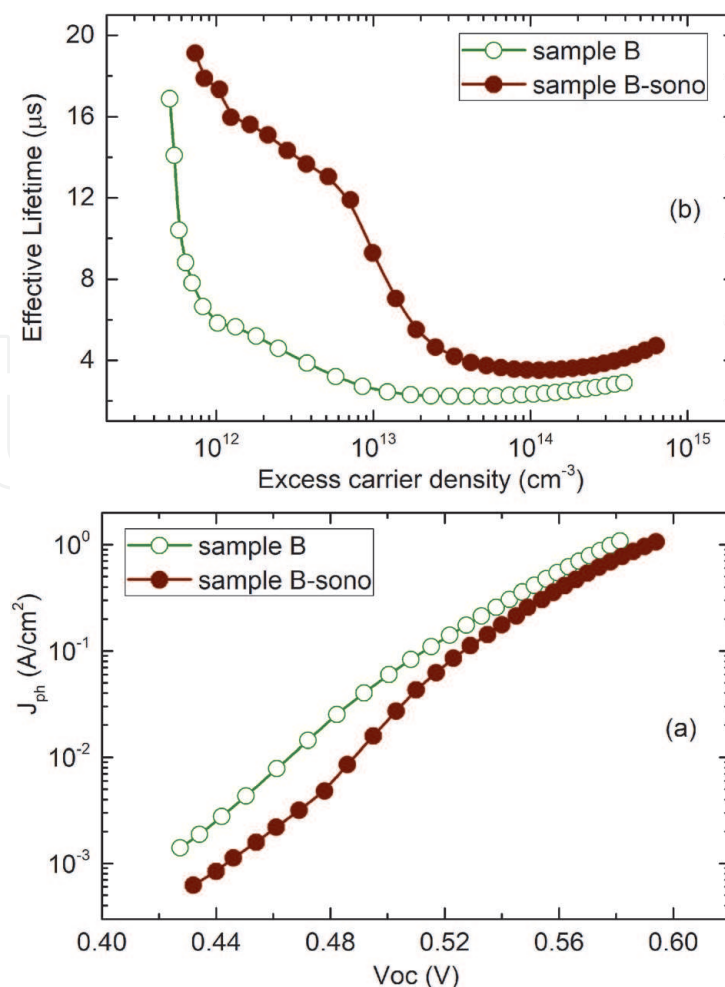 20
16
12
8
4
Effective Lifetime (μs)
sample B
sample B-sono
(b)
10¹² 10¹³ 10¹⁴ 10¹⁵
Excess carrier density (cm⁻³)
10⁰
10⁻¹
10⁻²
10⁻³
J_ph (A/cm²)
sample B
sample B-sono
(a)
0.40 0.44 0.48 0.52 0.56 0.60
Voc (V)